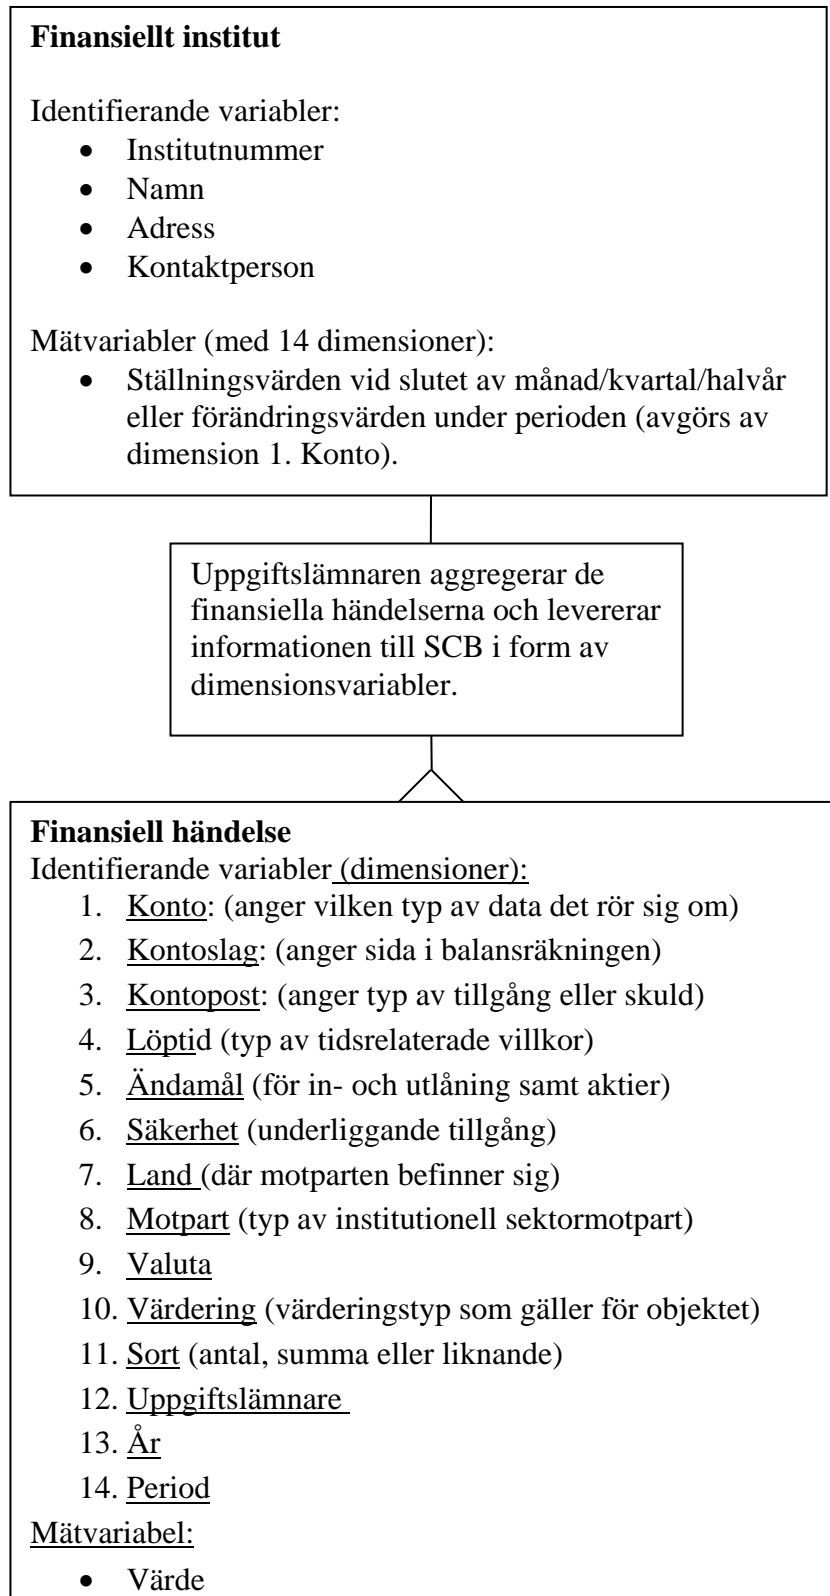 Finansiellt institut
Identifierande variabler:
• Institutnummer
• Namn
• Adress
• Kontaktperson
Mätvariabler (med 14 dimensioner):
• Ställningsvärden vid slutet av månad/kvartal/halvår
eller förändringsvärden under perioden (avgörs av
dimension 1. Konto).
Uppgiftslämnaren aggregerar de
finansiella händelserna och levererar
informationen till SCB i form av
dimensionsvariabler.
Finansiell händelse
Identifierande variabler (dimensioner):
1. Konto: (anger vilken typ av data det rör sig om)
2. Kontoslag: (anger sida i balansräkningen)
3. Kontopost: (anger typ av tillgång eller skuld)
4. Löptid (typ av tidsrelaterade villkor)
5. Ändamål (för in- och utlåning samt aktier)
6. Säkerhet (underliggande tillgång)
7. Land (där motparten befinner sig)
8. Motpart (typ av institutionell sektormotpart)
9. Valuta
10. Värdering (värderingstyp som gäller för objektet)
11. Sort (antal, summa eller liknande)
12. Uppgiftslämnare
13. År
14. Period
Mätvariabel:
• Värde